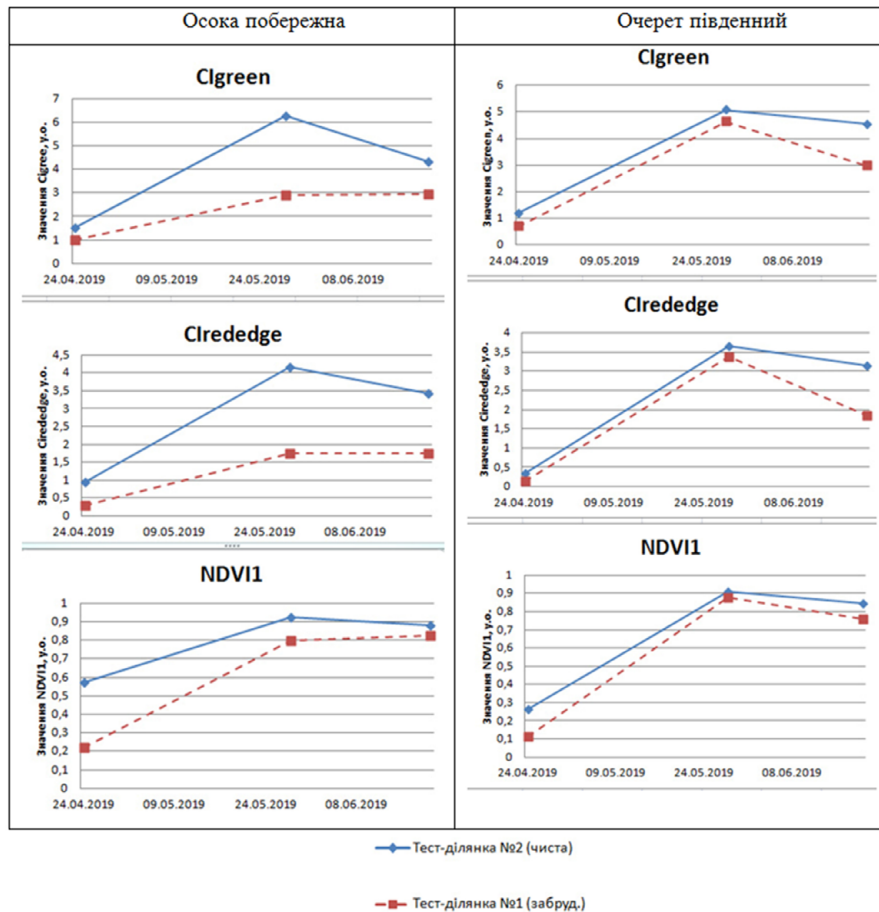 Осока побережна
Очерет південний
CIgreen
Значення Cigree, у.о.
7
6
5
4
3
2
1
0
24.04.2019 09.05.2019 24.05.2019 08.06.2019
CIgreen
Значення Cigreen, у.о.
6
5
4
3
2
1
0
24.04.2019 09.05.2019 24.05.2019 08.06.2019
CIrededge
Значення Cirededge, у.о.
4,5
4
3,5
3
2,5
2
1,5
1
0,5
0
24.04.2019 09.05.2019 24.05.2019 08.06.2019
CIrededge
Значення Cirededge, у.о.
4
3,5
3
2,5
2
1,5
1
0,5
0
24.04.2019 09.05.2019 24.05.2019 08.06.2019
NDVI1
Значення NDVI1, у.о.
1
0,9
0,8
0,7
0,6
0,5
0,4
0,3
0,2
0,1
0
24.04.2019 09.05.2019 24.05.2019 08.06.2019
NDVI1
Значення NDVI1, у.о.
1
0,9
0,8
0,7
0,6
0,5
0,4
0,3
0,2
0,1
0
24.04.2019 09.05.2019 24.05.2019 08.06.2019
Тест-ділянка №2 (чиста)
Тест-ділянка №1 (забруд.)